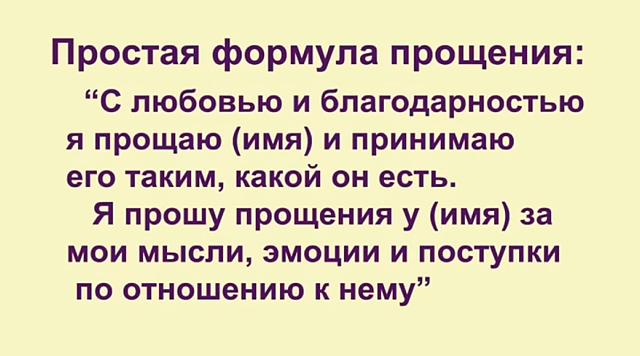 Простая формула прощения:
“С любовью и благодарностью
я прощаю (имя) и принимаю
его таким, какой он есть.
Я прошу прощения у (имя) за
мои мысли, эмоции и поступки
по отношению к нему”